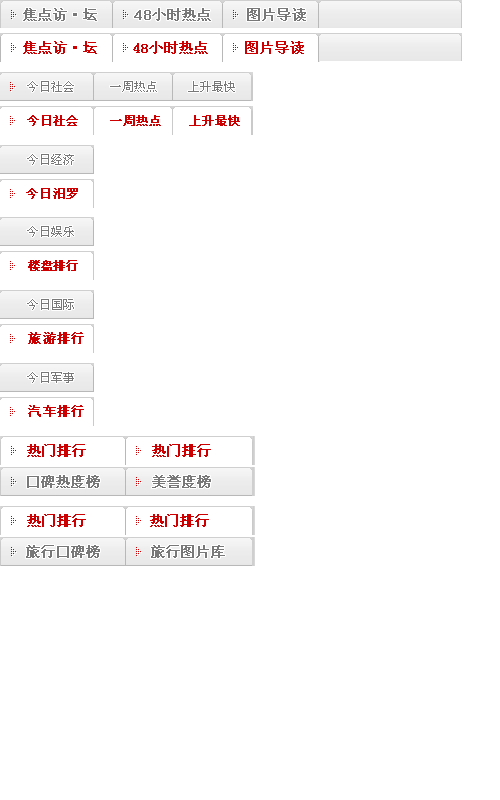 焦点访·坛 48小时热点 图片导读
焦点访·坛 48小时热点 图片导读
今日社会 一周热点 上升最快
今日社会 一周热点 上升最快
今日经济
今日汨罗
今日娱乐
楼盘排行
今日国际
旅游排行
今日军事
汽车排行
热门排行 热门排行
口碑热度榜 美誉度榜
热门排行 热门排行
旅行口碑榜 旅行图片库